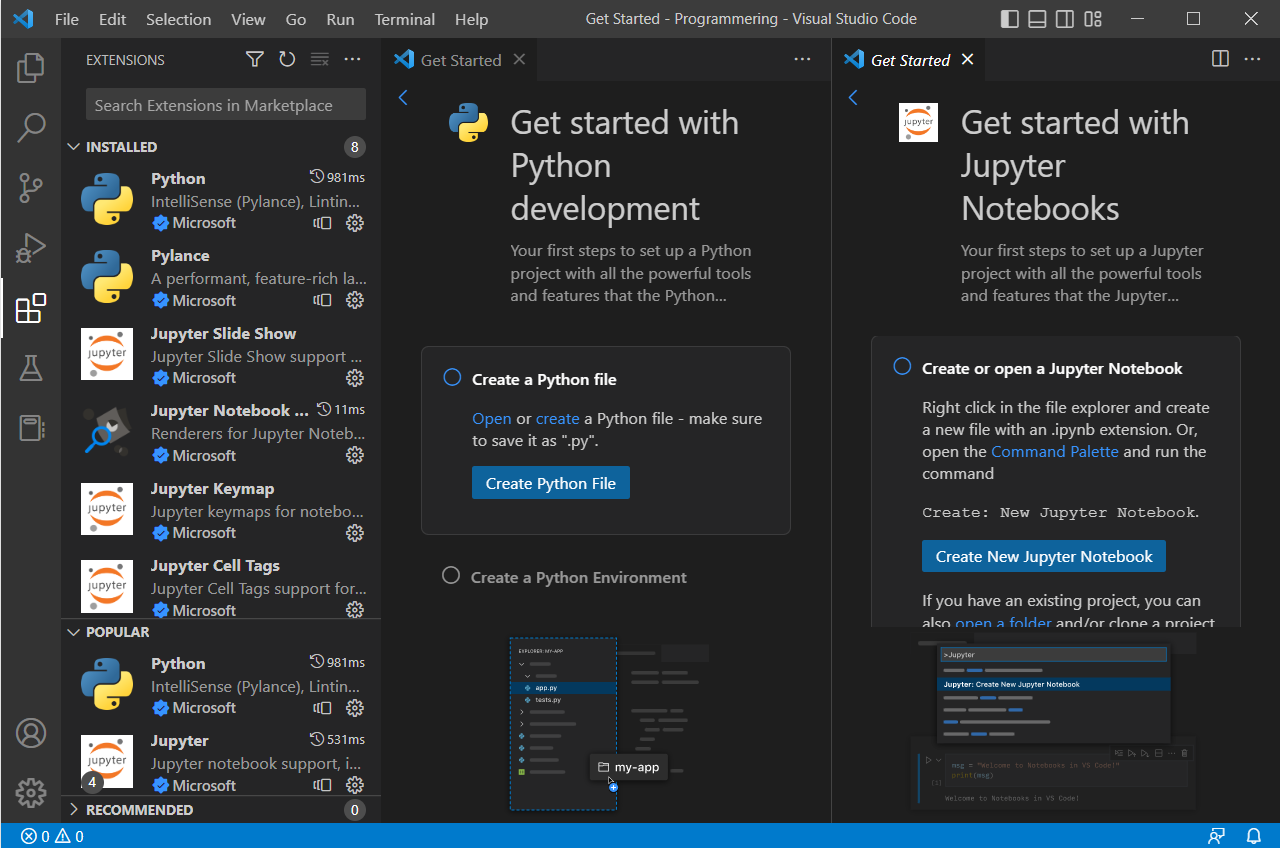 File Edit Selection View Go Run Terminal Help
Get Started - Programmering - Visual Studio Code
EXTENSIONS
Search Extensions in Marketplace
INSTALLED 8
Python 981ms
IntelliSense (Pylance), Lintin...
Microsoft
Pylance
A performant, feature-rich la...
Microsoft
jupyter
Jupyter Slide Show
Jupyter Slide Show support ...
Microsoft
Jupyter Notebook ... 11ms
Renderers for Jupyter Noteb...
Microsoft
jupyter
Jupyter Keymap
Jupyter keymaps for notebo...
Microsoft
jupyter
Jupyter Cell Tags
Jupyter Cell Tags support for...
Microsoft
POPULAR
Python 981ms
IntelliSense (Pylance), Lintin...
Microsoft
jupyter
Jupyter 531ms
Jupyter notebook support, i...
4
Microsoft
RECOMMENDED 0
Get Started
Get started with
Python
development
Your first steps to set up a Python
project with all the powerful tools
and features that the Python...
Create a Python file
Open or create a Python file - make sure
to save it as ".py".
Create Python File
Create a Python Environment
EXPLORER: MY-APP
app.py
tests.py
my-app
Get Started
jupyter
Get started with
Jupyter
Notebooks
Your first steps to set up a Jupyter
project with all the powerful tools
and features that the Jupyter...
Create or open a Jupyter Notebook
Right click in the file explorer and create
a new file with an .ipynb extension. Or,
open the Command Palette and run the
command
Create: New Jupyter Notebook.
Create New Jupyter Notebook
If you have an existing project, you can
also open a folder and/or clone a project
>Jupyter
Jupyter: Create New Jupyter Notebook
msg = "Welcome to Notebooks in VS Code!"
print(msg)
[1]
Welcome to Notebooks in VS Code!
0 0